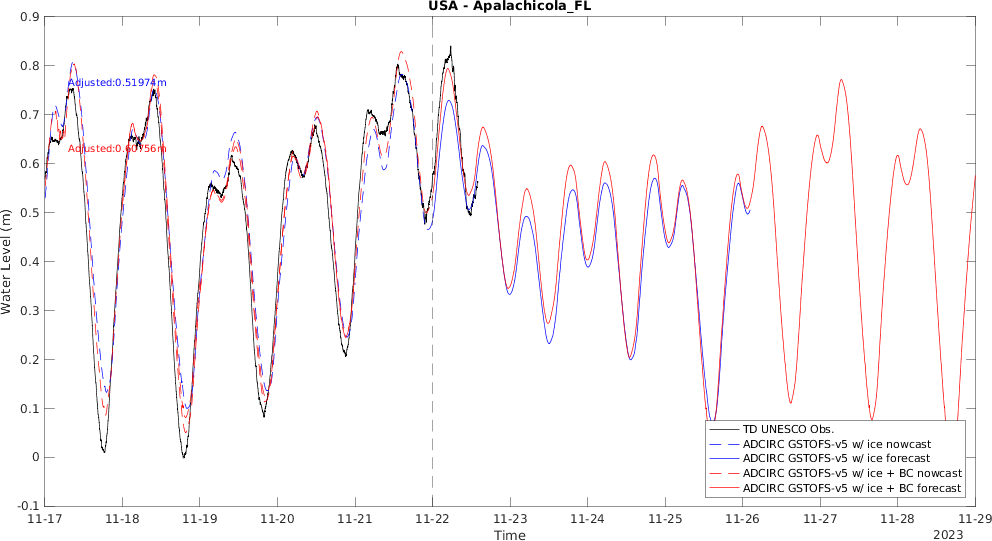 USA - Apalachicola_FL
0.9
0.8
Adjusted:0.51974m
0.7
Adjusted:0.60756m
0.6
0.5
Water Level (m)
0.4
0.3
0.2
0.1
0
-0.1
TD UNESCO Obs.
ADCIRC GSTOFS-v5 w/ ice nowcast
ADCIRC GSTOFS-v5 w/ ice forecast
ADCIRC GSTOFS-v5 w/ ice + BC nowcast
ADCIRC GSTOFS-v5 w/ ice + BC forecast
11-17 11-18 11-19 11-20 11-21 11-22 11-23 11-24 11-25 11-26 11-27 11-28 11-29
Time
2023